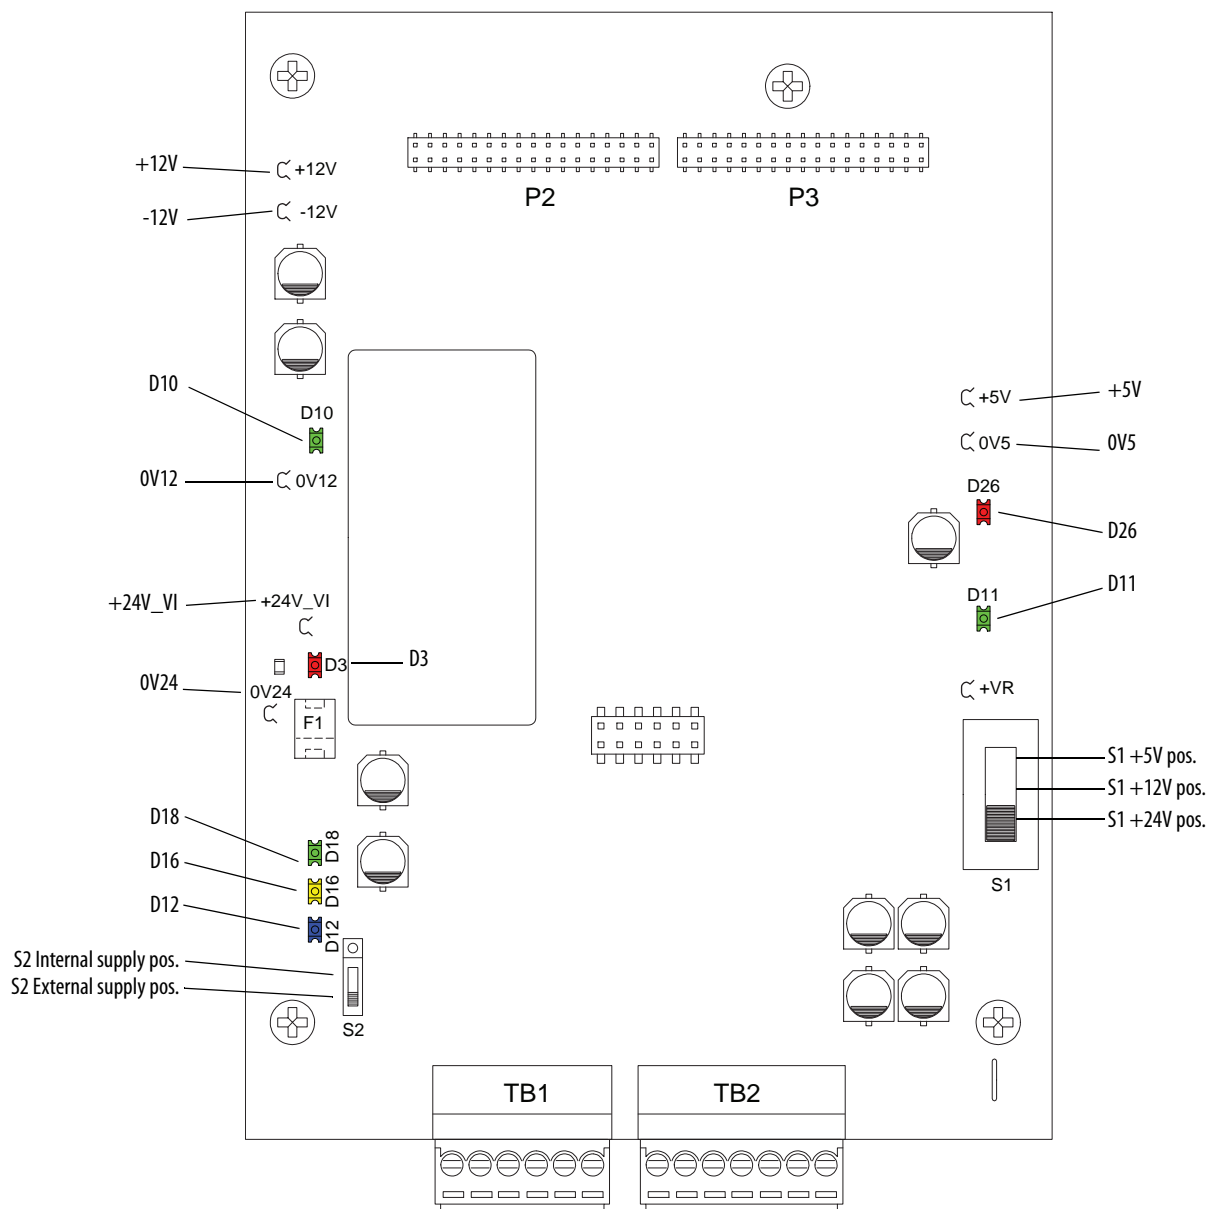 P2
P3
+12V
+12V
-12V
-12V
D10
D10
0V12
0V12
+24V_VI
+24V_VI
D3
D3
0V24
0V24
F1
+5V
+5V
0V5
0V5
D26
D26
D11
D11
+VR
S1 +5V pos.
S1 +12V pos.
S1 +24V pos.
S1
D18
D18
D16
D16
D12
D12
S2 Internal supply pos.
S2 External supply pos.
S2
TB1
TB2